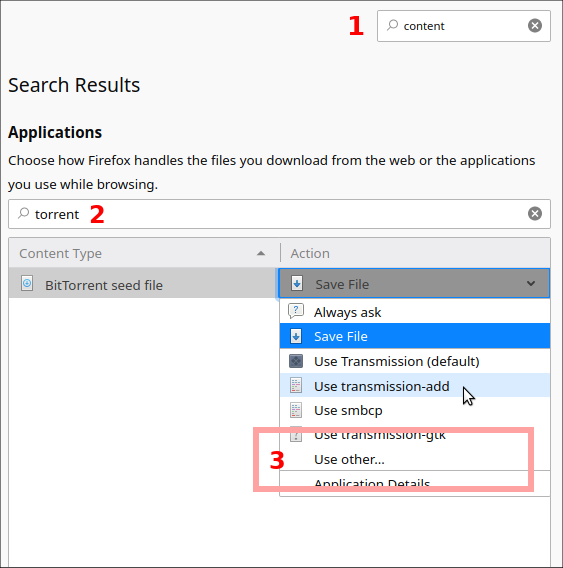 1
content
Search Results
Applications
Choose how Firefox handles the files you download from the web or the applications
you use while browsing.
torrent 2
Content Type
Action
BitTorrent seed file
Save File
Always ask
Save File
Use Transmission (default)
Use transmission-add
Use smbcp
Use transmission-gtk
3
Use other...
Application Details